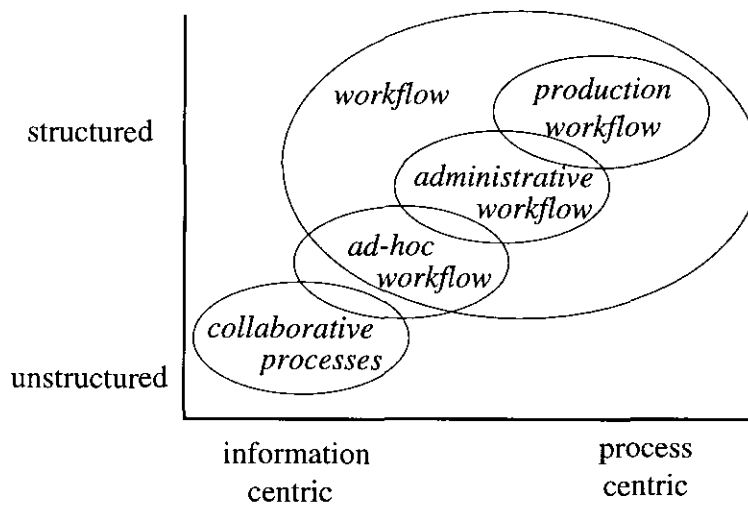 workflow
production
workflow
structured
administrative
workflow
ad-hoc
workflow
collaborative
processes
unstructured
information
centric
process
centric